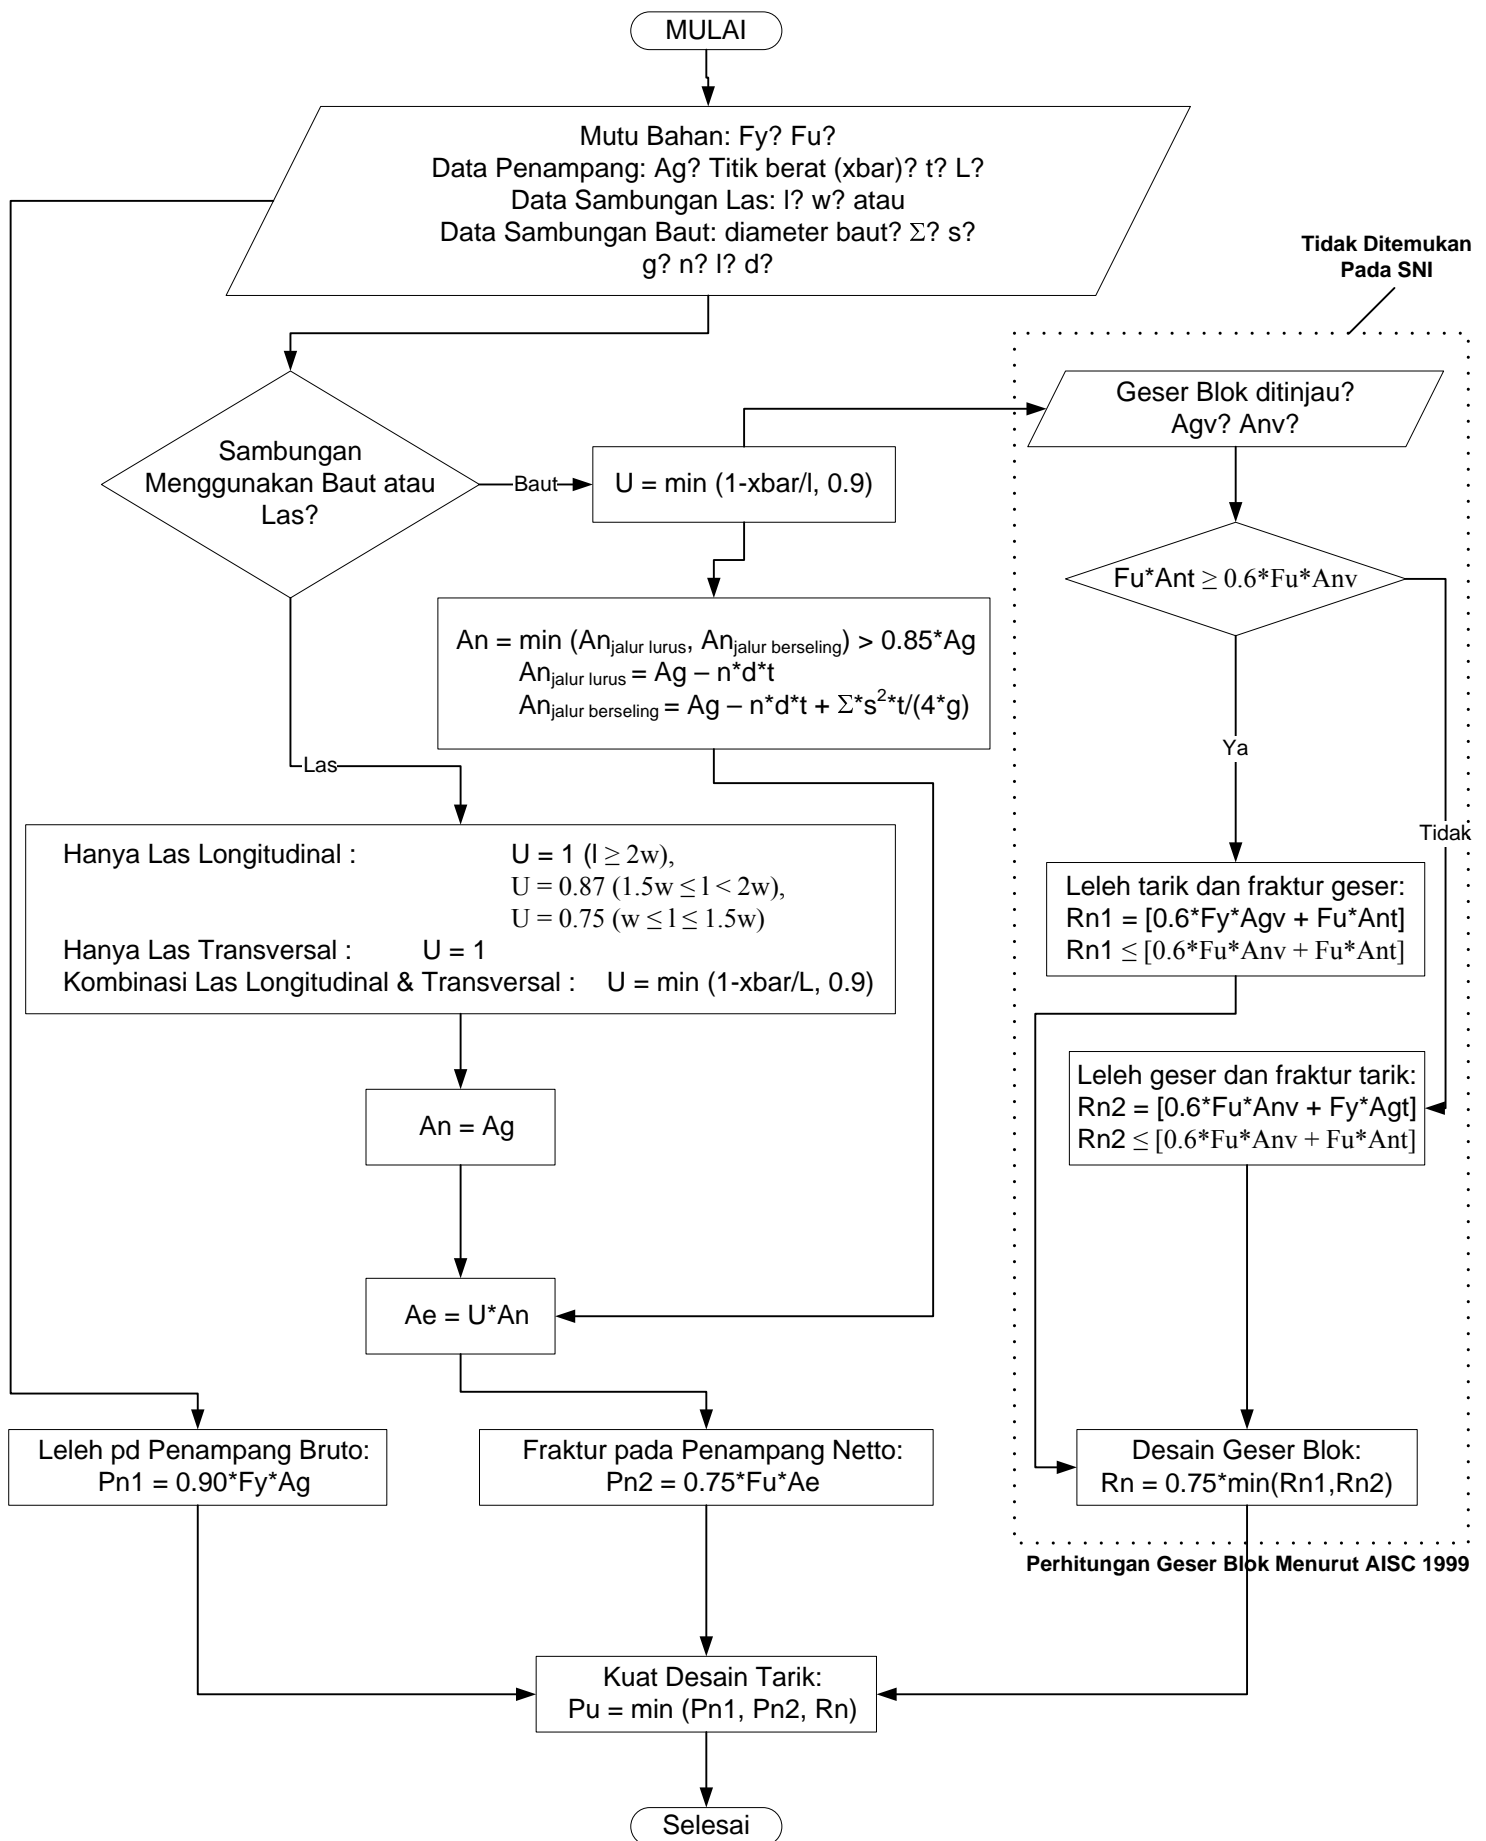 MULAI
Mutu Bahan: Fy? Fu?
Data Penampang: Ag? Titik berat (xbar)? t? L?
Data Sambungan Las: l? w? atau
Data Sambungan Baut: diameter baut? Σ? s?
g? n? l? d?
Tidak Ditemukan
Pada SNI
Geser Blok ditinjau?
Agv? Anv?
Sambungan
Menggunakan Baut atau
Las?
Baut
U = min (1-xbar/l, 0.9)
Fu*Ant ≥ 0.6*Fu*Anv
An = min (An_jalur lurus, An_jalur berseling) > 0.85*Ag
An_jalur lurus = Ag – n*d*t
An_jalur berseling = Ag – n*d*t + Σ*s²*t/(4*g)
Ya
Las
Tidak
Hanya Las Longitudinal : U = 1 (l ≥ 2w),
U = 0.87 (1.5w ≤ l < 2w),
U = 0.75 (w ≤ l ≤ 1.5w)
Hanya Las Transversal : U = 1
Kombinasi Las Longitudinal & Transversal : U = min (1-xbar/L, 0.9)
Leleh tarik dan fraktur geser:
Rn1 = [0.6*Fy*Agv + Fu*Ant]
Rn1 ≤ [0.6*Fu*Anv + Fu*Ant]
Leleh geser dan fraktur tarik:
Rn2 = [0.6*Fu*Anv + Fy*Agt]
Rn2 ≤ [0.6*Fu*Anv + Fu*Ant]
An = Ag
Ae = U*An
Leleh pd Penampang Bruto:
Pn1 = 0.90*Fy*Ag
Fraktur pada Penampang Netto:
Pn2 = 0.75*Fu*Ae
Desain Geser Blok:
Rn = 0.75*min(Rn1,Rn2)
Perhitungan Geser Blok Menurut AISC 1999
Kuat Desain Tarik:
Pu = min (Pn1, Pn2, Rn)
Selesai